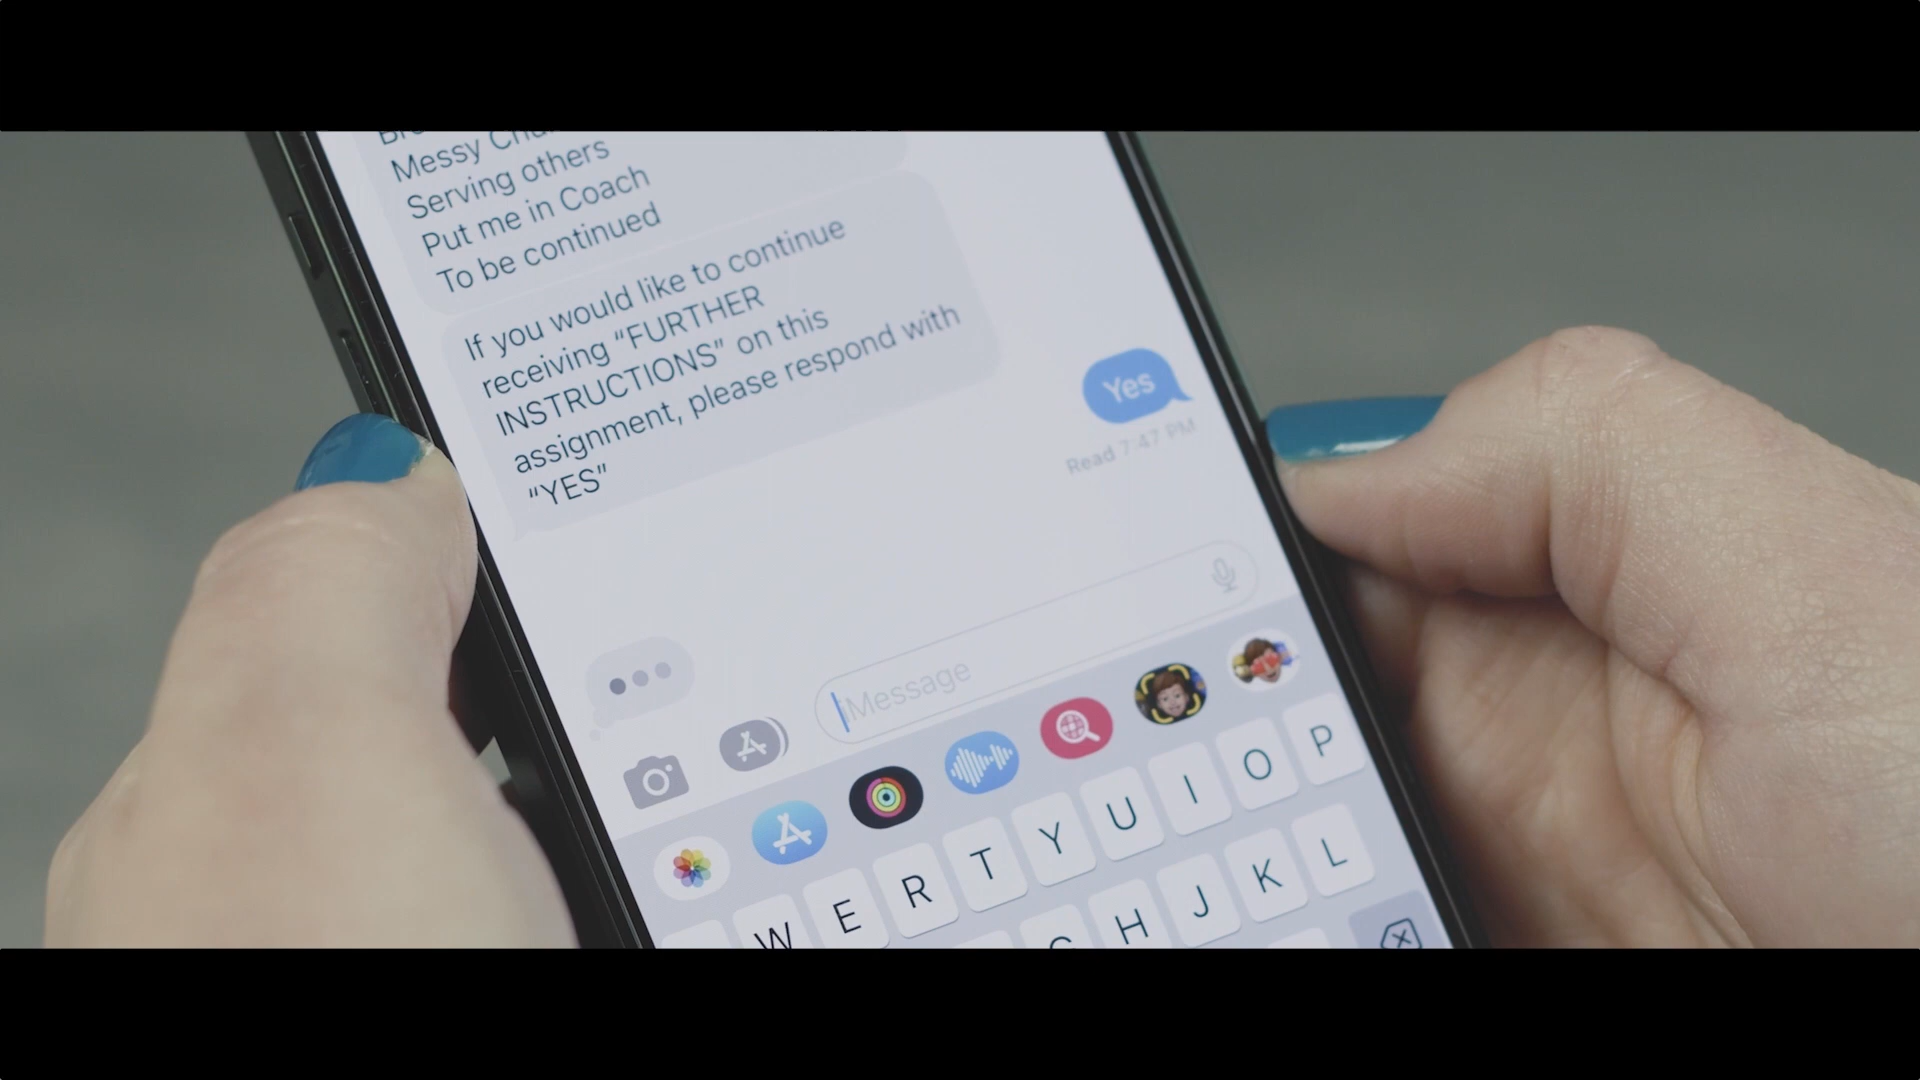 Messy
Serving others
Put me in Coach
To be continued
If you would like to continue
receiving “FURTHER
INSTRUCTIONS” on this
assignment, please respond with
“YES”
Yes
Read 7:47 PM
iMessage
W E R T Y U I O P
H J K L